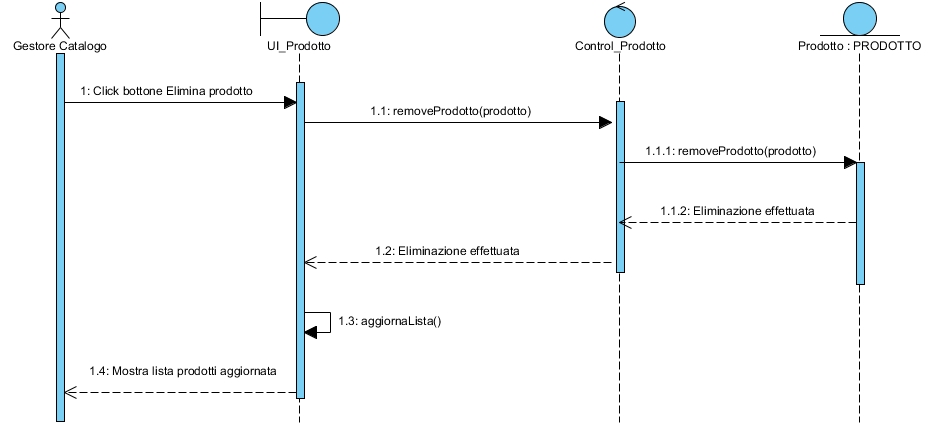 Gestore Catalogo
UI_Prodotto
Control_Prodotto
Prodotto : PRODOTTO
1: Click bottone Elimina prodotto
1.1: removeProdotto(prodotto)
1.1.1: removeProdotto(prodotto)
1.1.2: Eliminazione effettuata
1.2: Eliminazione effettuata
1.3: aggiornaLista()
1.4: Mostra lista prodotti aggiornata